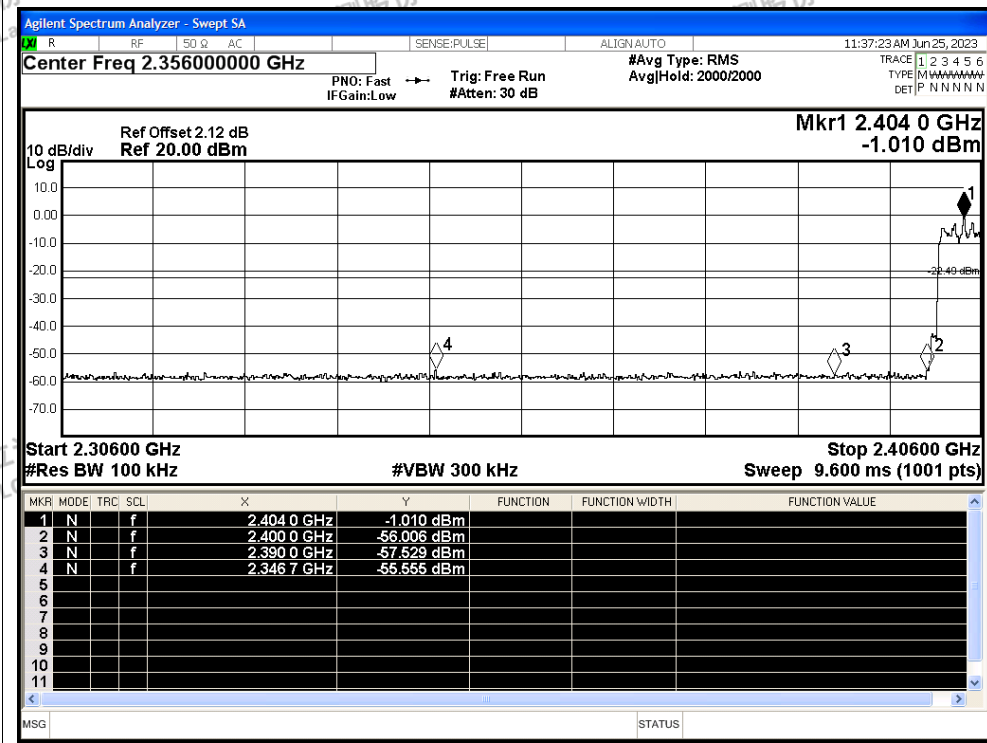 Agilent Spectrum Analyzer - Swept SA
LXI R RF 50 Ω AC SENSE:PULSE ALIGN AUTO 11:37:23 AM Jun 25, 2023
Center Freq 2.356000000 GHz
PNO: Fast
IFGain:Low
Trig: Free Run
#Atten: 30 dB
#Avg Type: RMS
Avg|Hold: 2000/2000
TRACE 1 2 3 4 5 6
TYPE M
DET P N N N N N
Mkr1 2.404 0 GHz
-1.010 dBm
Ref Offset 2.12 dB
10 dB/div Ref 20.00 dBm
Log
10.0
0.00
-10.0
-20.0
-30.0
-40.0
-50.0
-60.0
-70.0
1
-22.49 dBm
4
3
2
Start 2.30600 GHz Stop 2.40600 GHz
#Res BW 100 kHz #VBW 300 kHz Sweep 9.600 ms (1001 pts)
MKR MODE TRC SCL X Y FUNCTION FUNCTION WIDTH FUNCTION VALUE
1 N f 2.404 0 GHz -1.010 dBm
2 N f 2.400 0 GHz -56.006 dBm
3 N f 2.390 0 GHz -57.529 dBm
4 N f 2.346 7 GHz -55.555 dBm
5
6
7
8
9
10
11
MSG STATUS